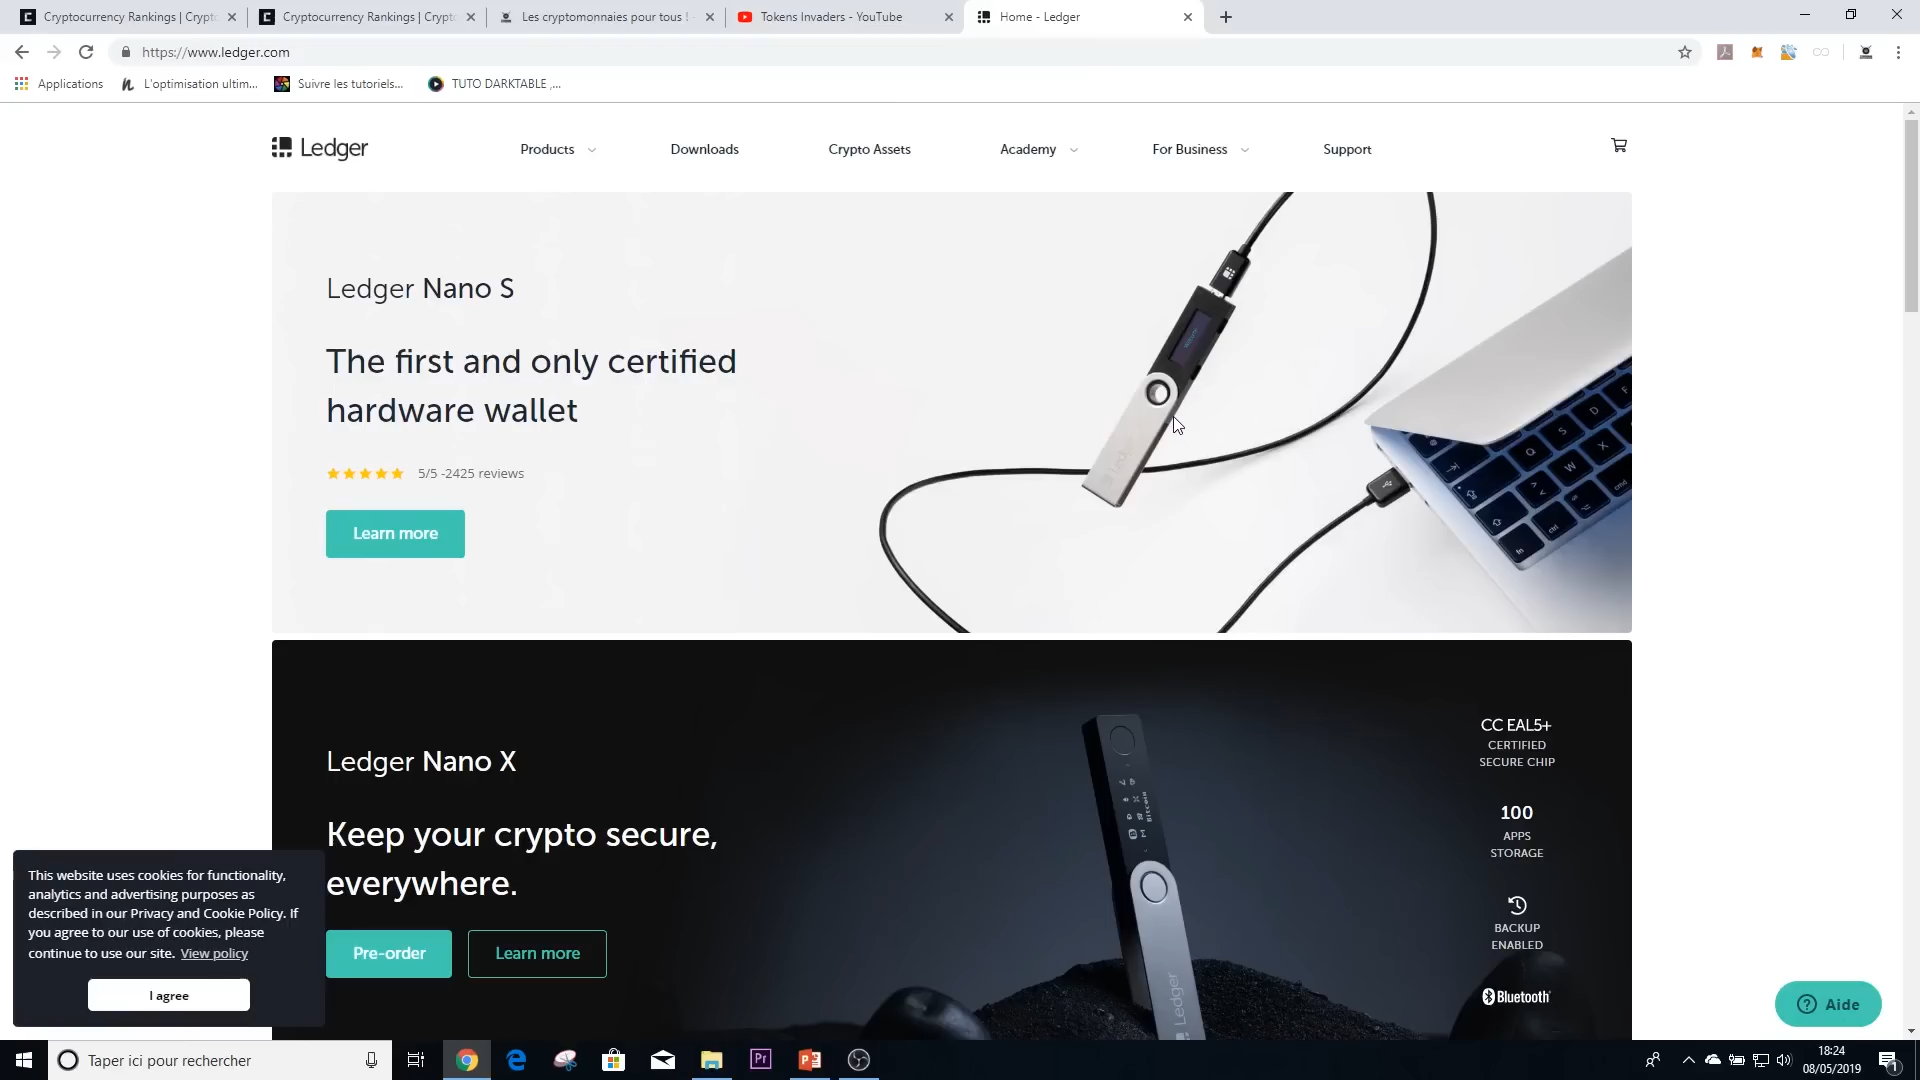 Cryptocurrency Rankings | Crypto
Cryptocurrency Rankings | Crypto
Les cryptomonnaies pour tous !
Tokens Invaders - YouTube
Home - Ledger
https://www.ledger.com
Applications
L'optimisation ultim...
Suivre les tutoriels...
TUTO DARKTABLE ,...
Ledger
Products
Downloads
Crypto Assets
Academy
For Business
Support
Ledger Nano S
The first and only certified
hardware wallet
5/5 -2425 reviews
Learn more
Ledger Nano X
Keep your crypto secure,
everywhere.
Pre-order
Learn more
CC EAL5+
CERTIFIED
SECURE CHIP
100
APPS
STORAGE
BACKUP
ENABLED
Bluetooth
Bitcoin
Ledger
This website uses cookies for functionality,
analytics and advertising purposes as
described in our Privacy and Cookie Policy. If
you agree to our use of cookies, please
continue to use our site. View policy
I agree
Aide
Taper ici pour rechercher
18:24
08/05/2019
1